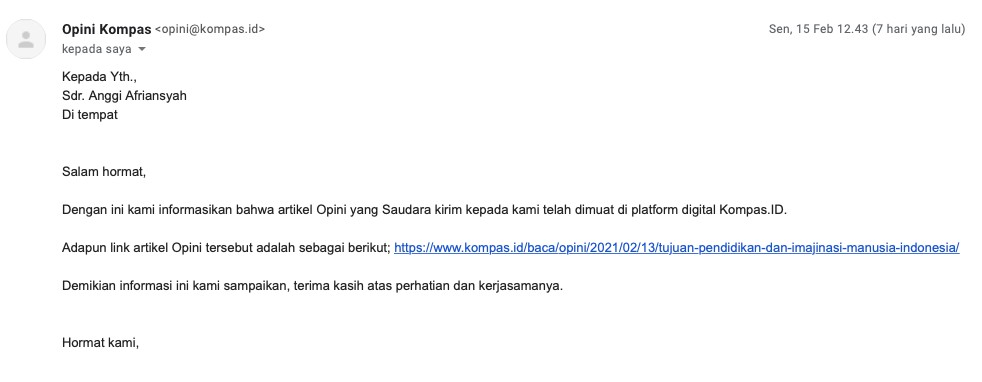 Opini Kompas <opini@kompas.id> Sen, 15 Feb 12.43 (7 hari yang lalu)
kepada saya
Kepada Yth.,
Sdr. Anggi Afriansyah
Di tempat
Salam hormat,
Dengan ini kami informasikan bahwa artikel Opini yang Saudara kirim kepada kami telah dimuat di platform digital Kompas.ID.
Adapun link artikel Opini tersebut adalah sebagai berikut; https://www.kompas.id/baca/opini/2021/02/13/tujuan-pendidikan-dan-imajinasi-manusia-indonesia/
Demikian informasi ini kami sampaikan, terima kasih atas perhatian dan kerjasamanya.
Hormat kami,